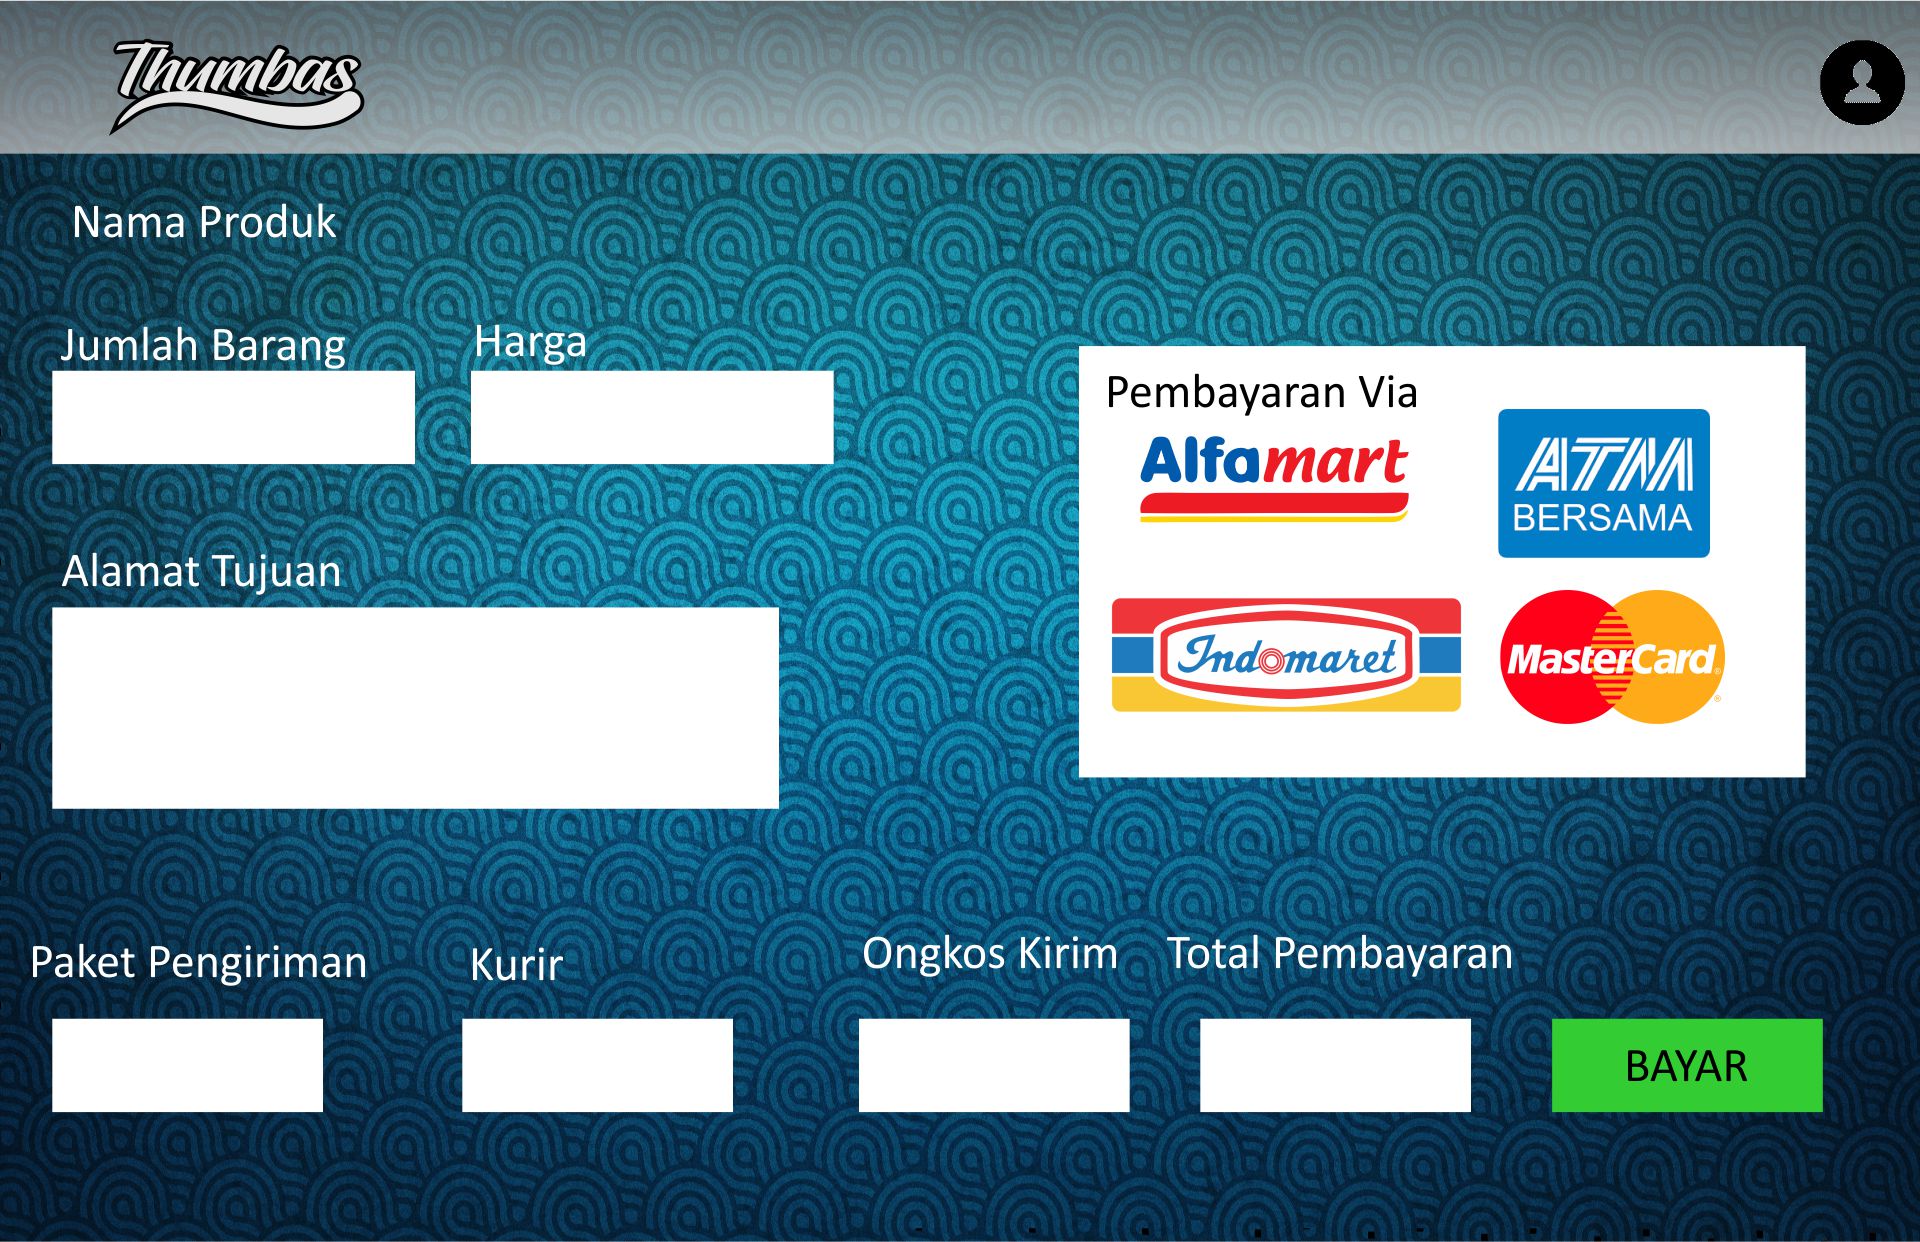 Thumbas
Nama Produk
Jumlah Barang
Harga
Pembayaran Via
Alfamart
ATM
BERSAMA
Alamat Tujuan
Indomaret
MasterCard
Paket Pengiriman
Kurir
Ongkos Kirim
Total Pembayaran
BAYAR